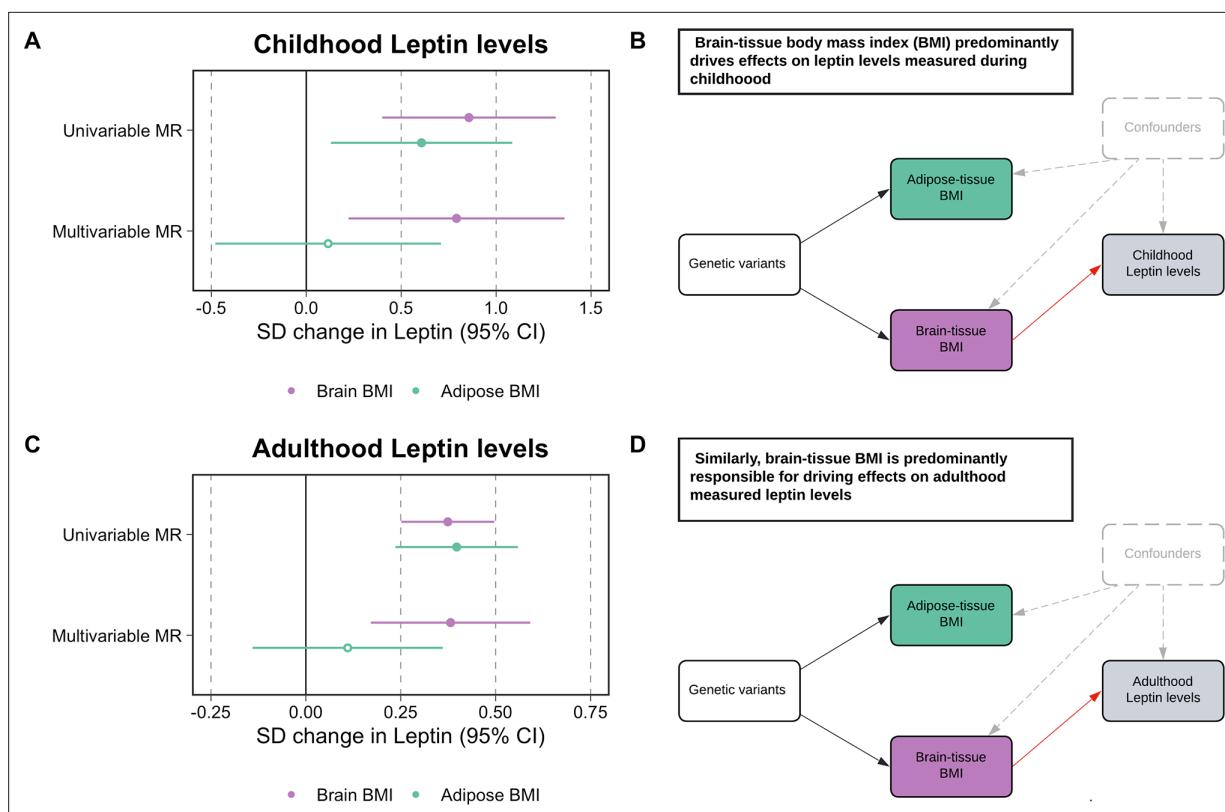 A
Childhood Leptin levels
Univariable MR
Multivariable MR
-0.5 0.0 0.5 1.0 1.5
SD change in Leptin (95% CI)
Brain BMI Adipose BMI
B
Brain-tissue body mass index (BMI) predominantly
drives effects on leptin levels measured during
childhoood
Confounders
Adipose-tissue
BMI
Genetic variants
Childhood
Leptin levels
Brain-tissue
BMI
C
Adulthood Leptin levels
Univariable MR
Multivariable MR
-0.25 0.00 0.25 0.50 0.75
SD change in Leptin (95% CI)
Brain BMI Adipose BMI
D
Similarly, brain-tissue BMI is predominantly
responsible for driving effects on adulthood
measured leptin levels
Confounders
Adipose-tissue
BMI
Genetic variants
Adulthood
Leptin levels
Brain-tissue
BMI